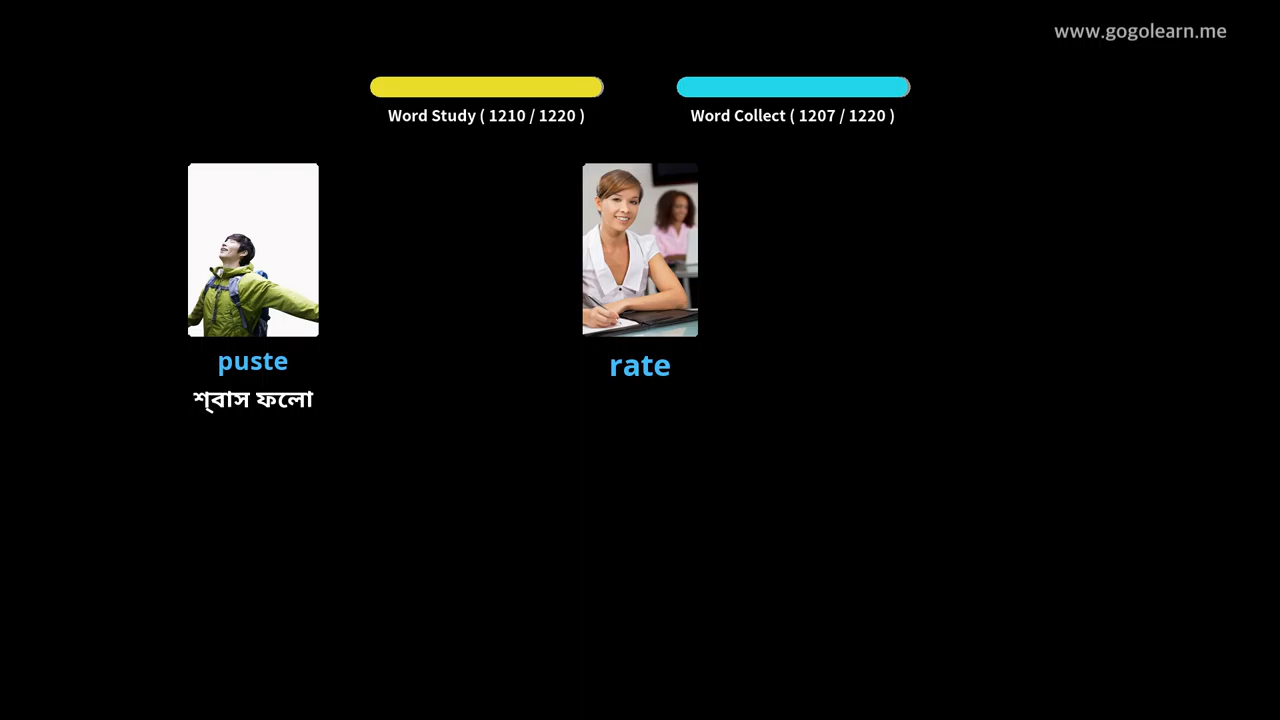 www.gogolearn.me
Word Study ( 1210 / 1220 )
Word Collect ( 1207 / 1220 )
puste
rate
শ্বাস ফলো